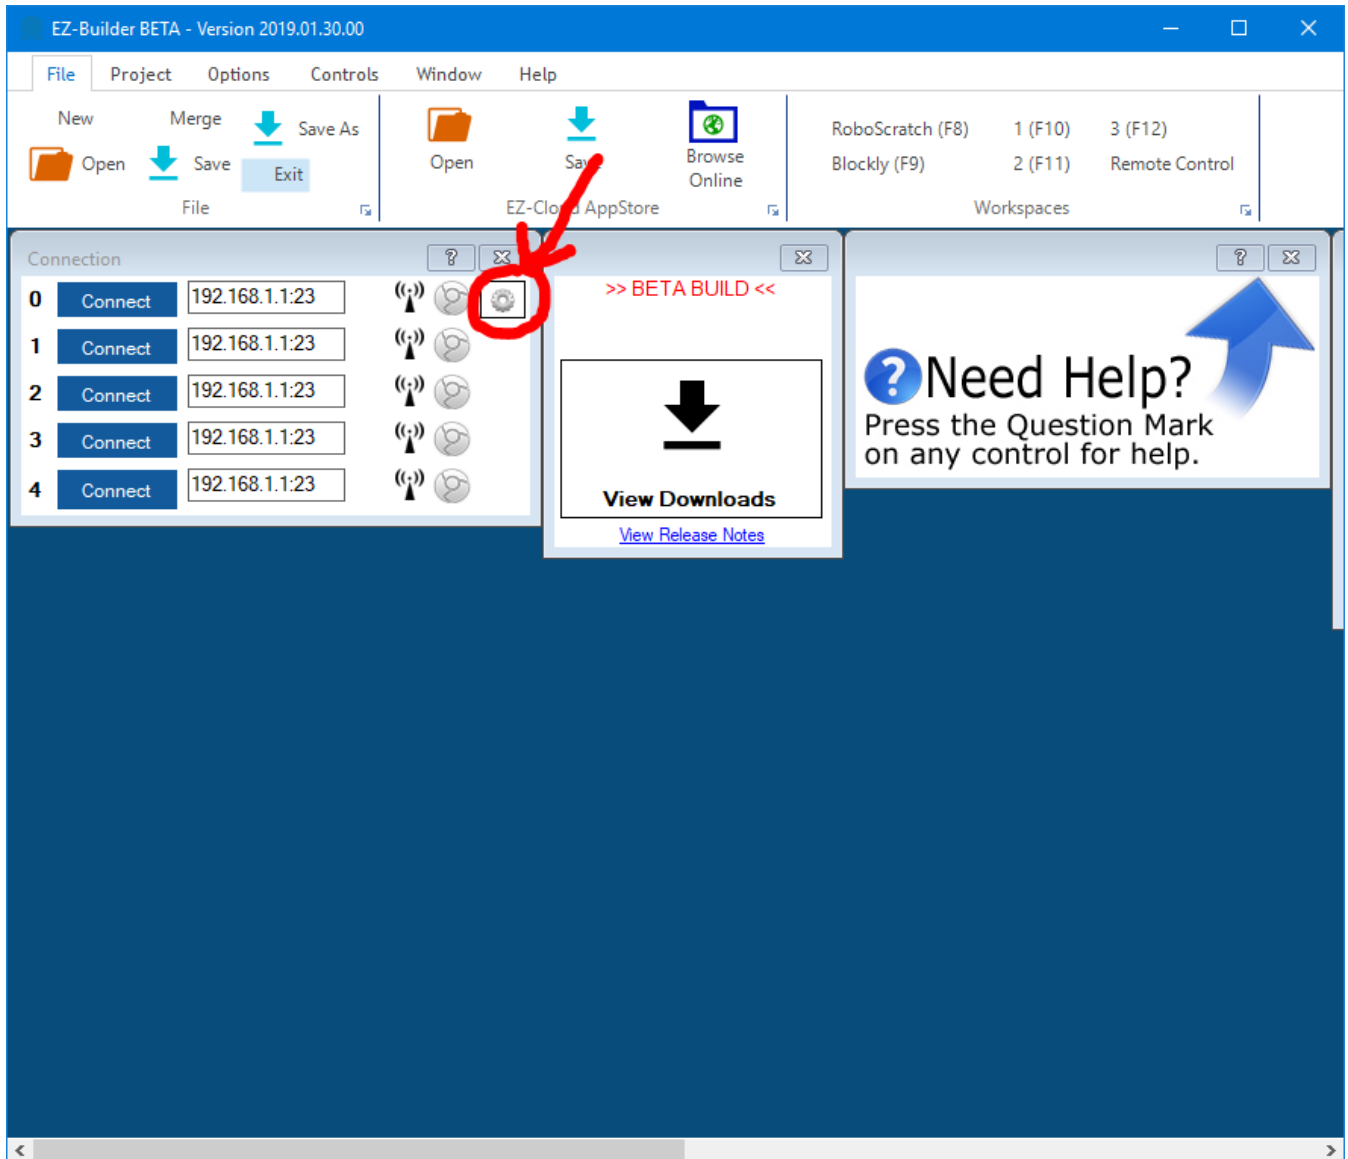 EZ-Builder BETA - Version 2019.01.30.00
File Project Options Controls Window Help
New Merge Save As
Open Save Exit
File
Open Save Browse Online
EZ-Cloud AppStore
RoboScratch (F8) 1 (F10) 3 (F12)
Blockly (F9) 2 (F11) Remote Control
Workspaces
Connection ?
0 Connect 192.168.1.1:23
1 Connect 192.168.1.1:23
2 Connect 192.168.1.1:23
3 Connect 192.168.1.1:23
4 Connect 192.168.1.1:23
>> BETA BUILD <<
View Downloads
View Release Notes
?
? Need Help?
Press the Question Mark
on any control for help.